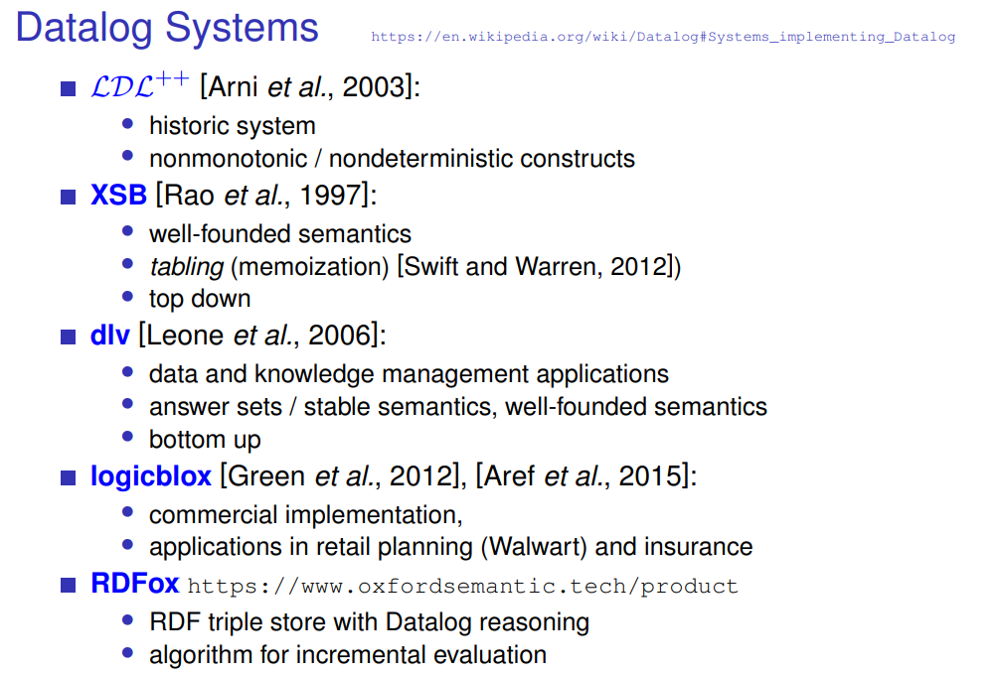 Datalog Systems https://en.wikipedia.org/wiki/Datalog#Systems_implementing_Datalog
■ 𝓛𝓓𝓛++ [Arni et al., 2003]:
• historic system
• nonmonotonic / nondeterministic constructs
■ XSB [Rao et al., 1997]:
• well-founded semantics
• tabling (memoization) [Swift and Warren, 2012])
• top down
■ dlv [Leone et al., 2006]:
• data and knowledge management applications
• answer sets / stable semantics, well-founded semantics
• bottom up
■ logicblox [Green et al., 2012], [Aref et al., 2015]:
• commercial implementation,
• applications in retail planning (Walwart) and insurance
■ RDFox https://www.oxfordsemantic.tech/product
• RDF triple store with Datalog reasoning
• algorithm for incremental evaluation